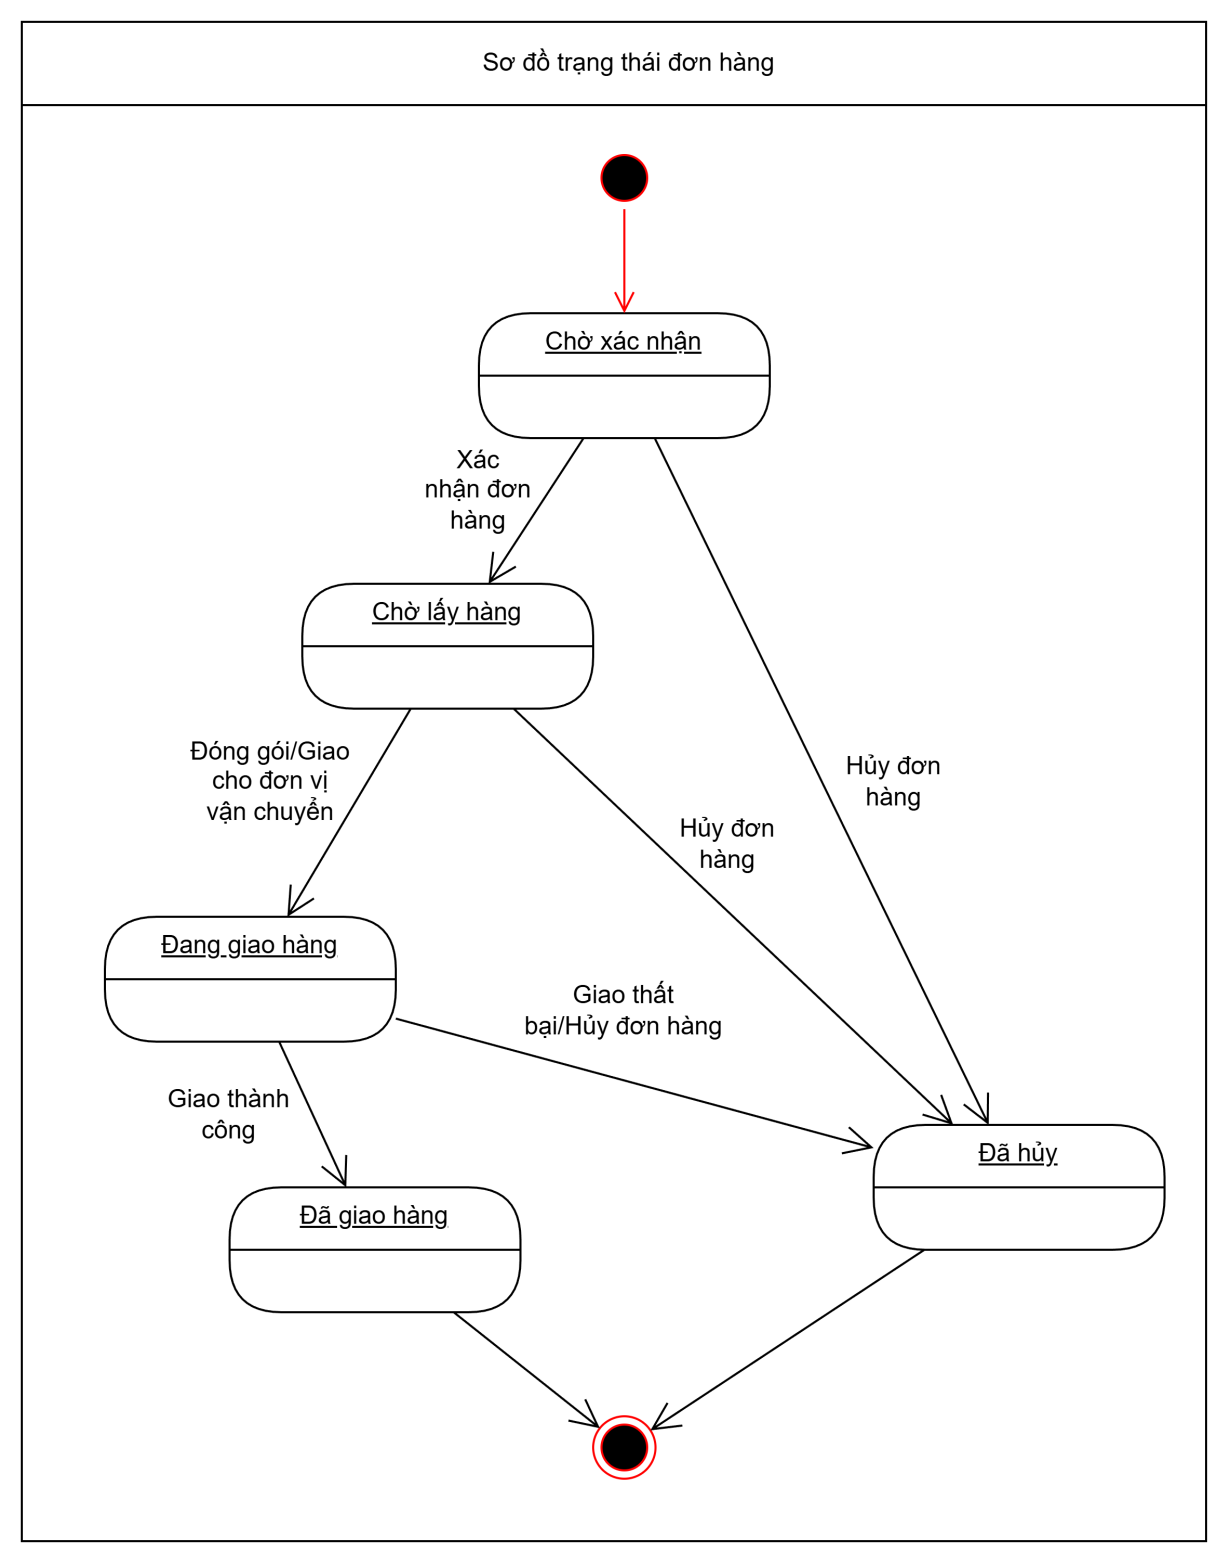 Sơ đồ trạng thái đơn hàng
Chờ xác nhận
Xác
nhận đơn
hàng
Chờ lấy hàng
Đóng gói/Giao
cho đơn vị
vận chuyển
Hủy đơn
hàng
Hủy đơn
hàng
Đang giao hàng
Giao thất
bại/Hủy đơn hàng
Giao thành
công
Đã hủy
Đã giao hàng